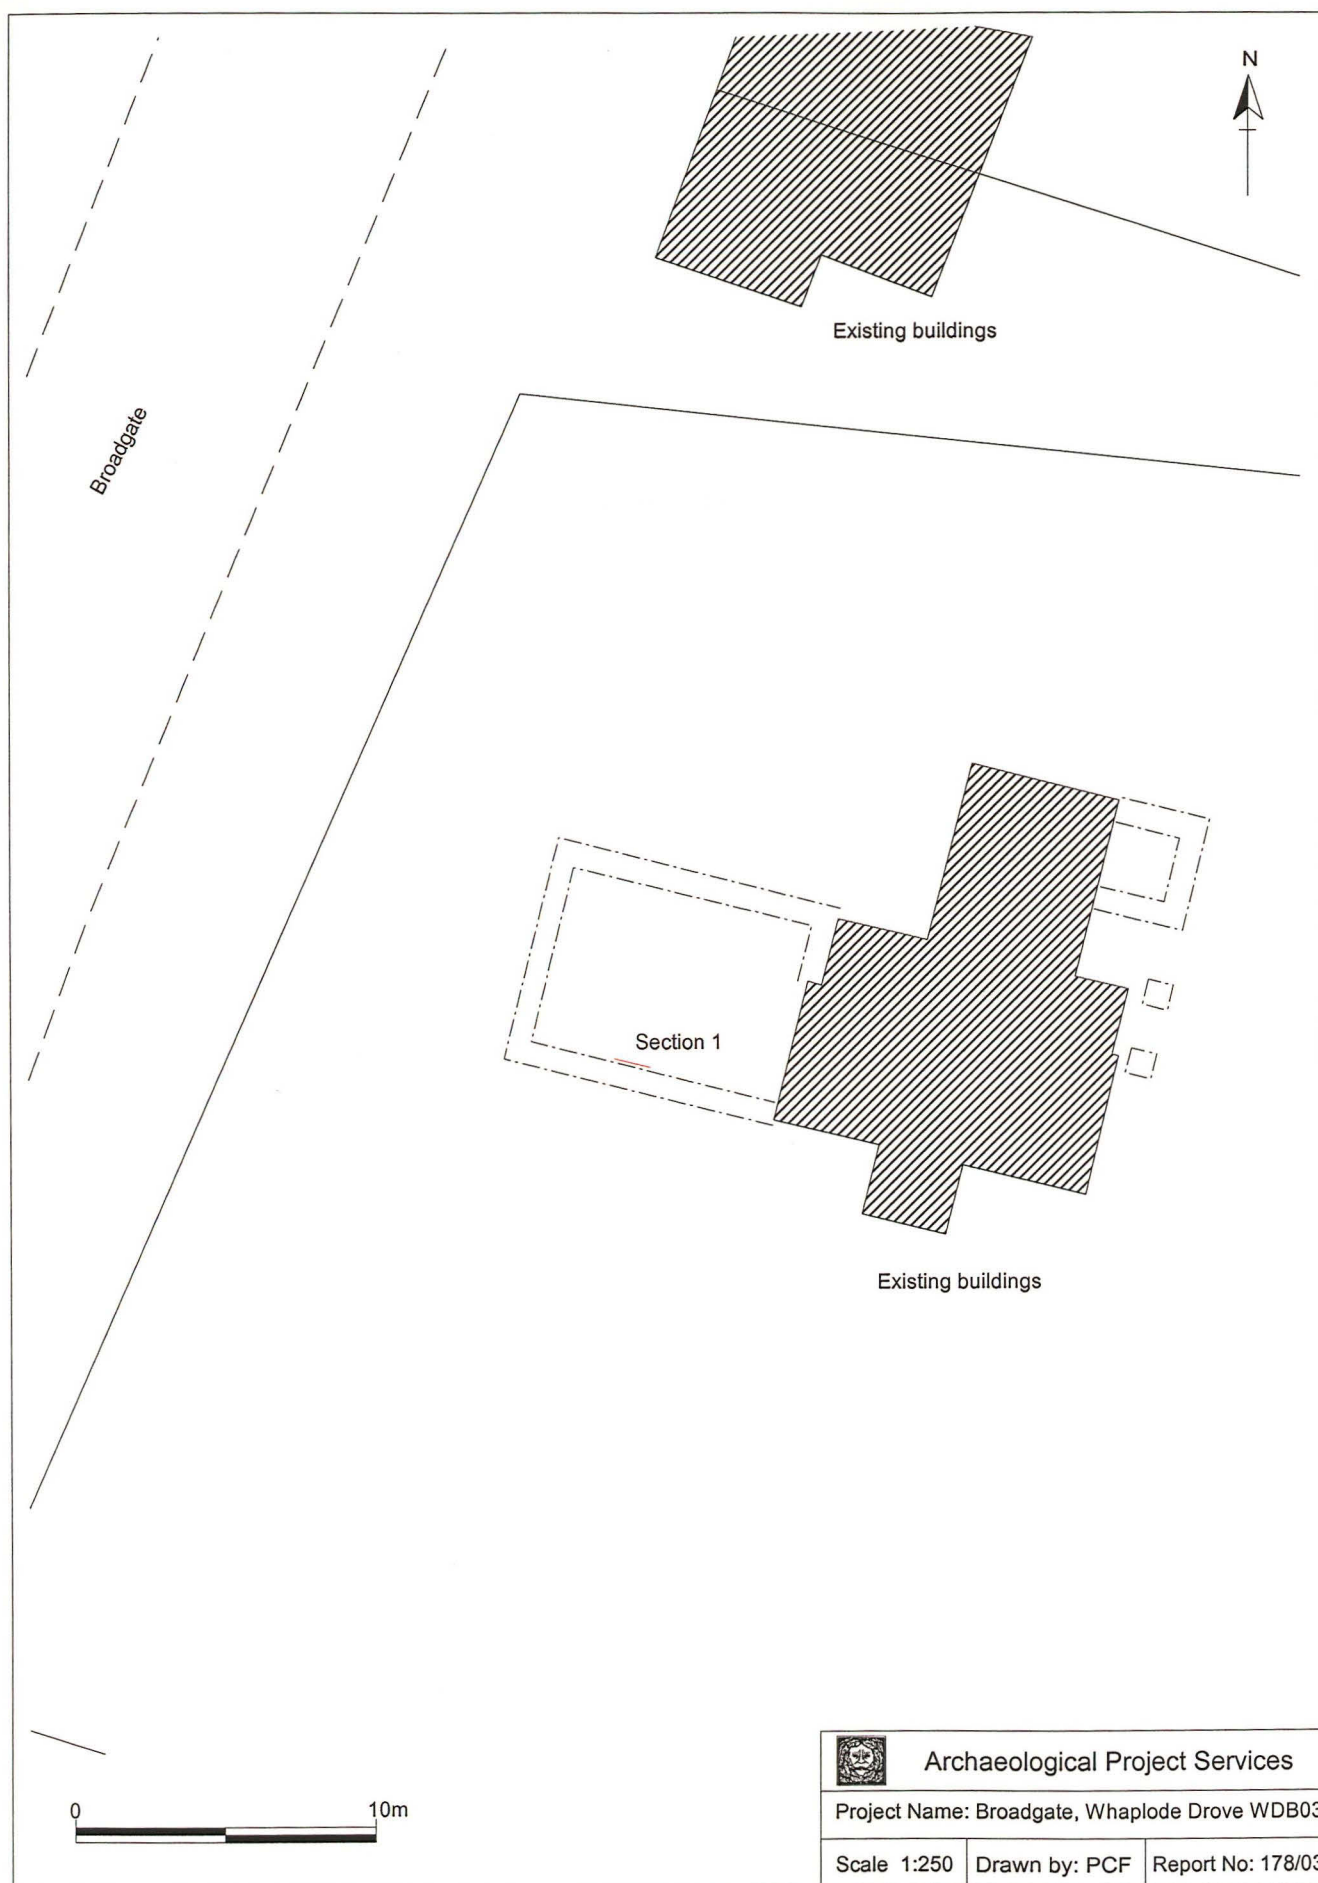 N
Existing buildings
Broadgate
Section 1
Existing buildings
0 10m
Archaeological Project Services
Project Name: Broadgate, Whaplode Drove WDB03
Scale 1:250 Drawn by: PCF Report No: 178/03